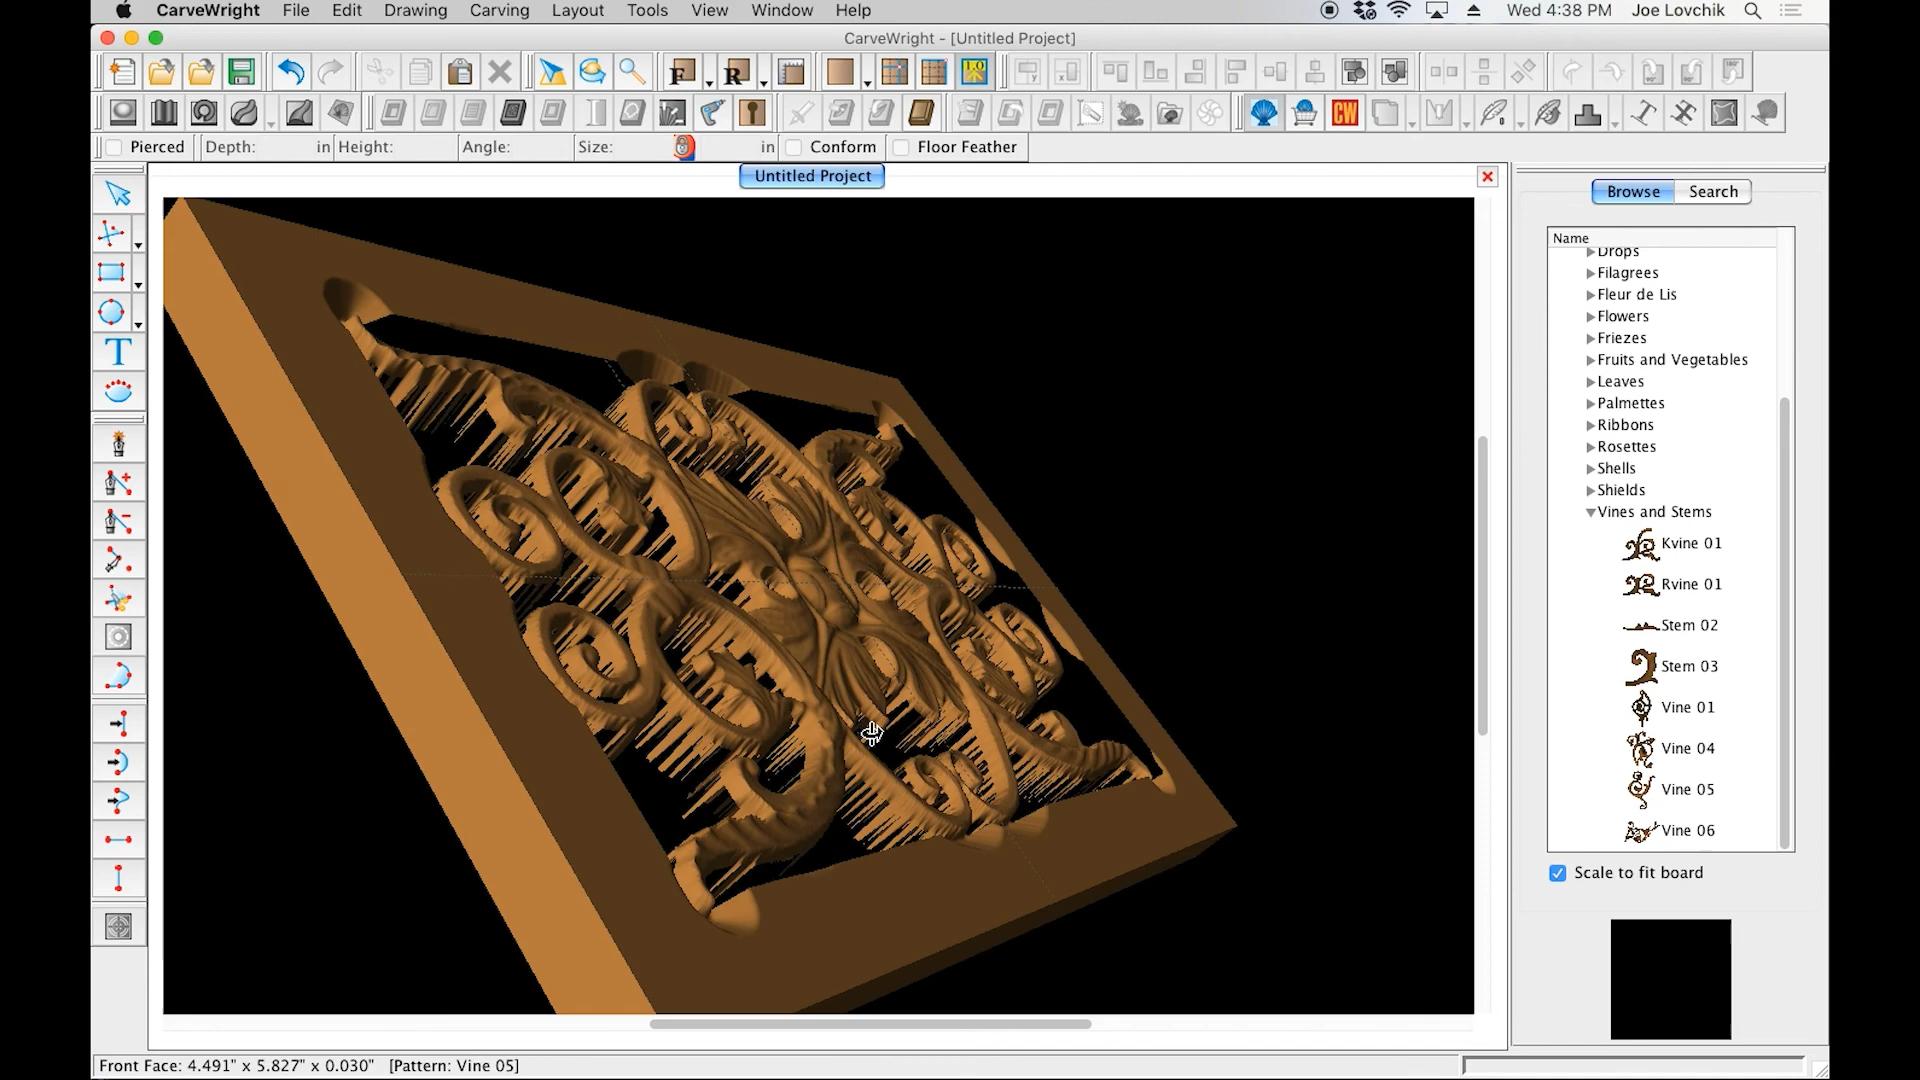 CarveWright File Edit Drawing Carving Layout Tools View Window Help Wed 4:38 PM Joe Lovchik
CarveWright - [Untitled Project]
F R 1.0
CW
Pierced Depth: in Height: Angle: Size: in Conform Floor Feather
Untitled Project
Browse Search
Name
Drops
Filagrees
Fleur de Lis
Flowers
Friezes
Fruits and Vegetables
Leaves
Palmettes
Ribbons
Rosettes
Shells
Shields
Vines and Stems
Kvine 01
Rvine 01
Stem 02
Stem 03
Vine 01
Vine 04
Vine 05
Vine 06
Scale to fit board
T
Front Face: 4.491" x 5.827" x 0.030" [Pattern: Vine 05]